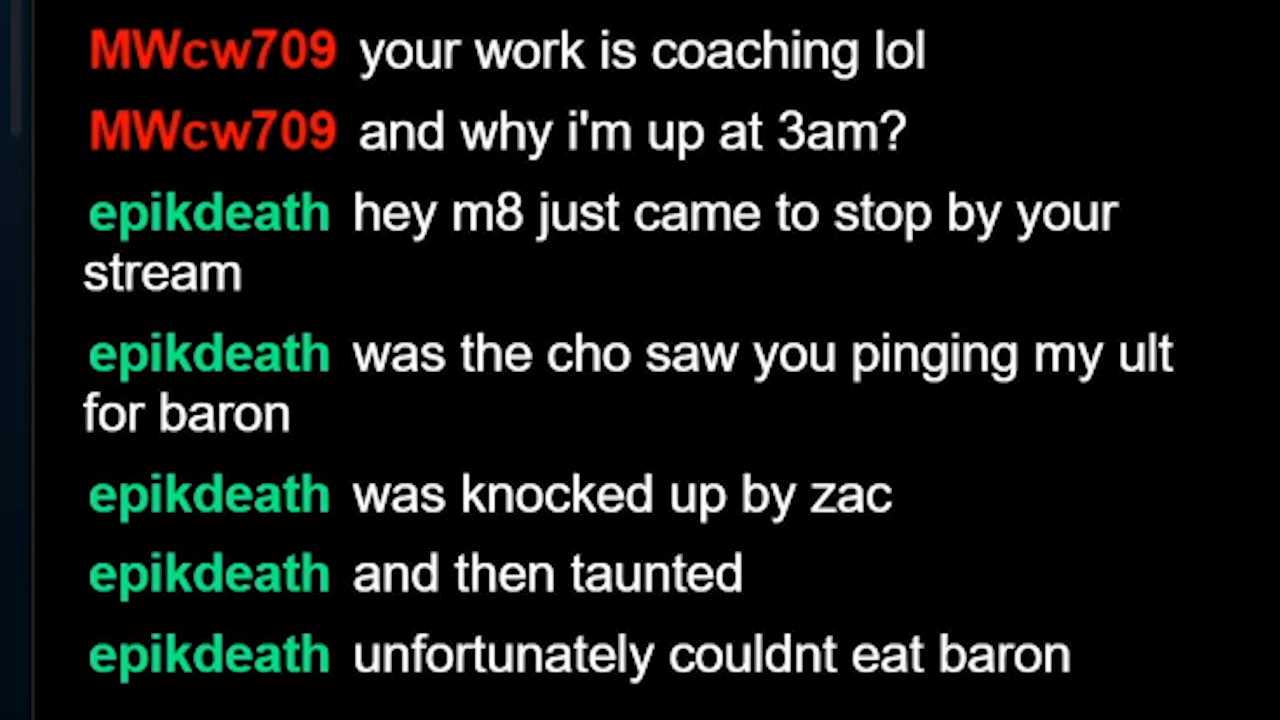 MWcw709 your work is coaching lol
MWcw709 and why i'm up at 3am?
epikdeath hey m8 just came to stop by your
stream
epikdeath was the cho saw you pinging my ult
for baron
epikdeath was knocked up by zac
epikdeath and then taunted
epikdeath unfortunately couldnt eat baron